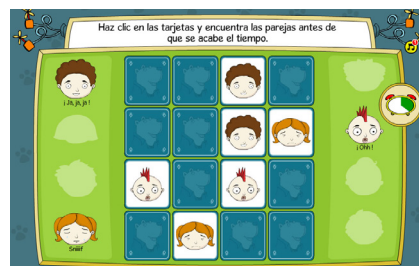 Haz clic en las tarjetas y encuentra las parejas antes de
que se acabe el tiempo.
¡Ja, ja, ja!
¡Ohh!
Snif